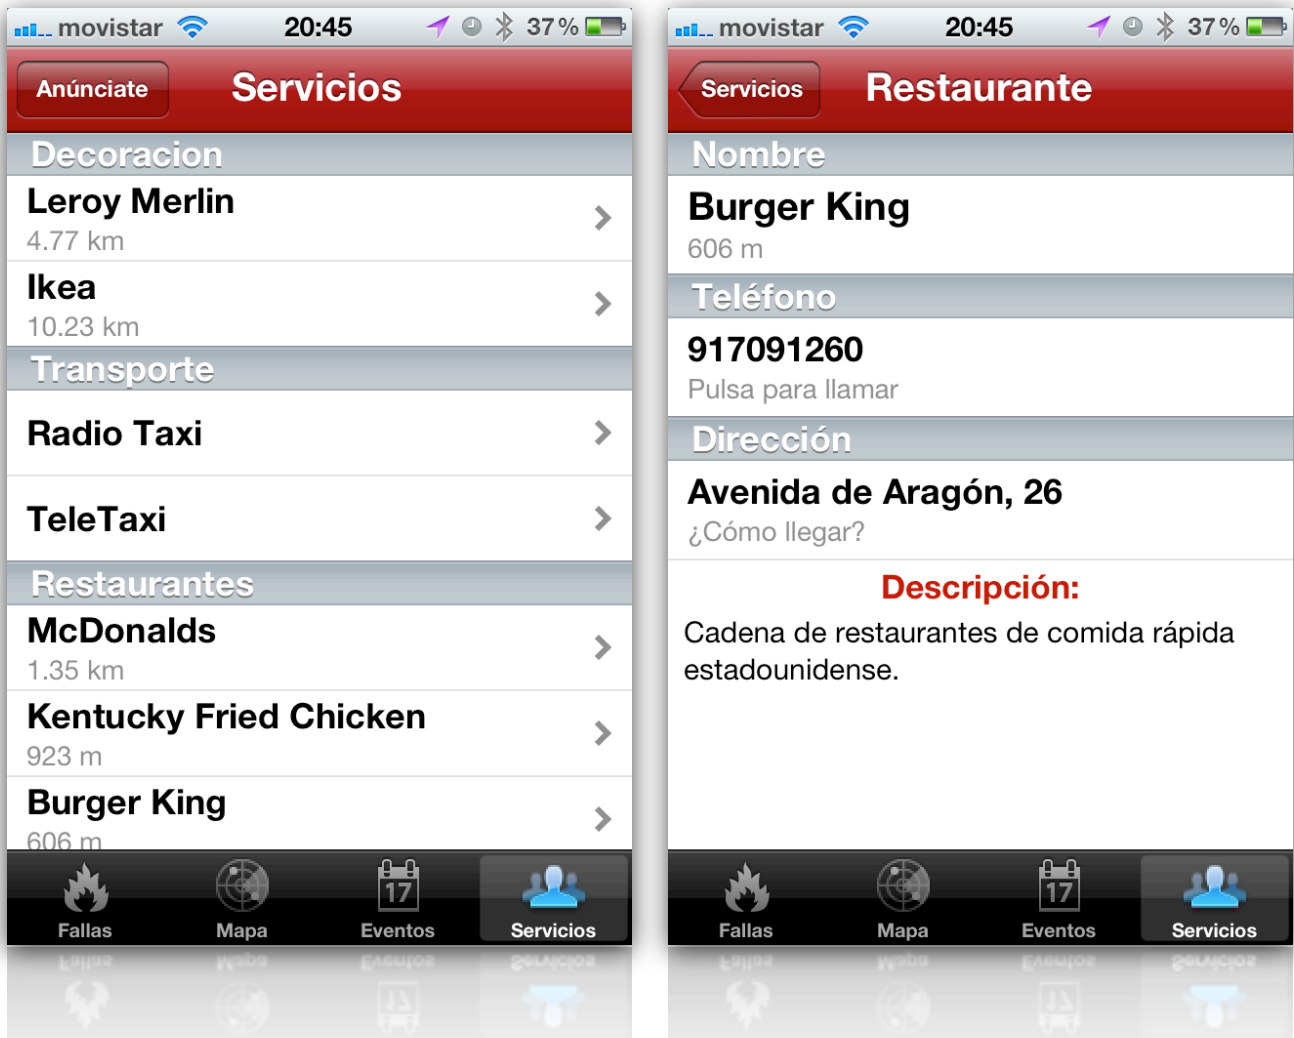 movistar 20:45 37%
Anúnciate Servicios
Decoracion
Leroy Merlin
4.77 km
Ikea
10.23 km
Transporte
Radio Taxi
TeleTaxi
Restaurantes
McDonalds
1.35 km
Kentucky Fried Chicken
923 m
Burger King
606 m
17
Fallas Mapa Eventos Servicios
movistar 20:45 37%
Servicios Restaurante
Nombre
Burger King
606 m
Teléfono
917091260
Pulsa para llamar
Dirección
Avenida de Aragón, 26
¿Cómo llegar?
Descripción:
Cadena de restaurantes de comida rápida
estadounidense.
17
Fallas Mapa Eventos Servicios